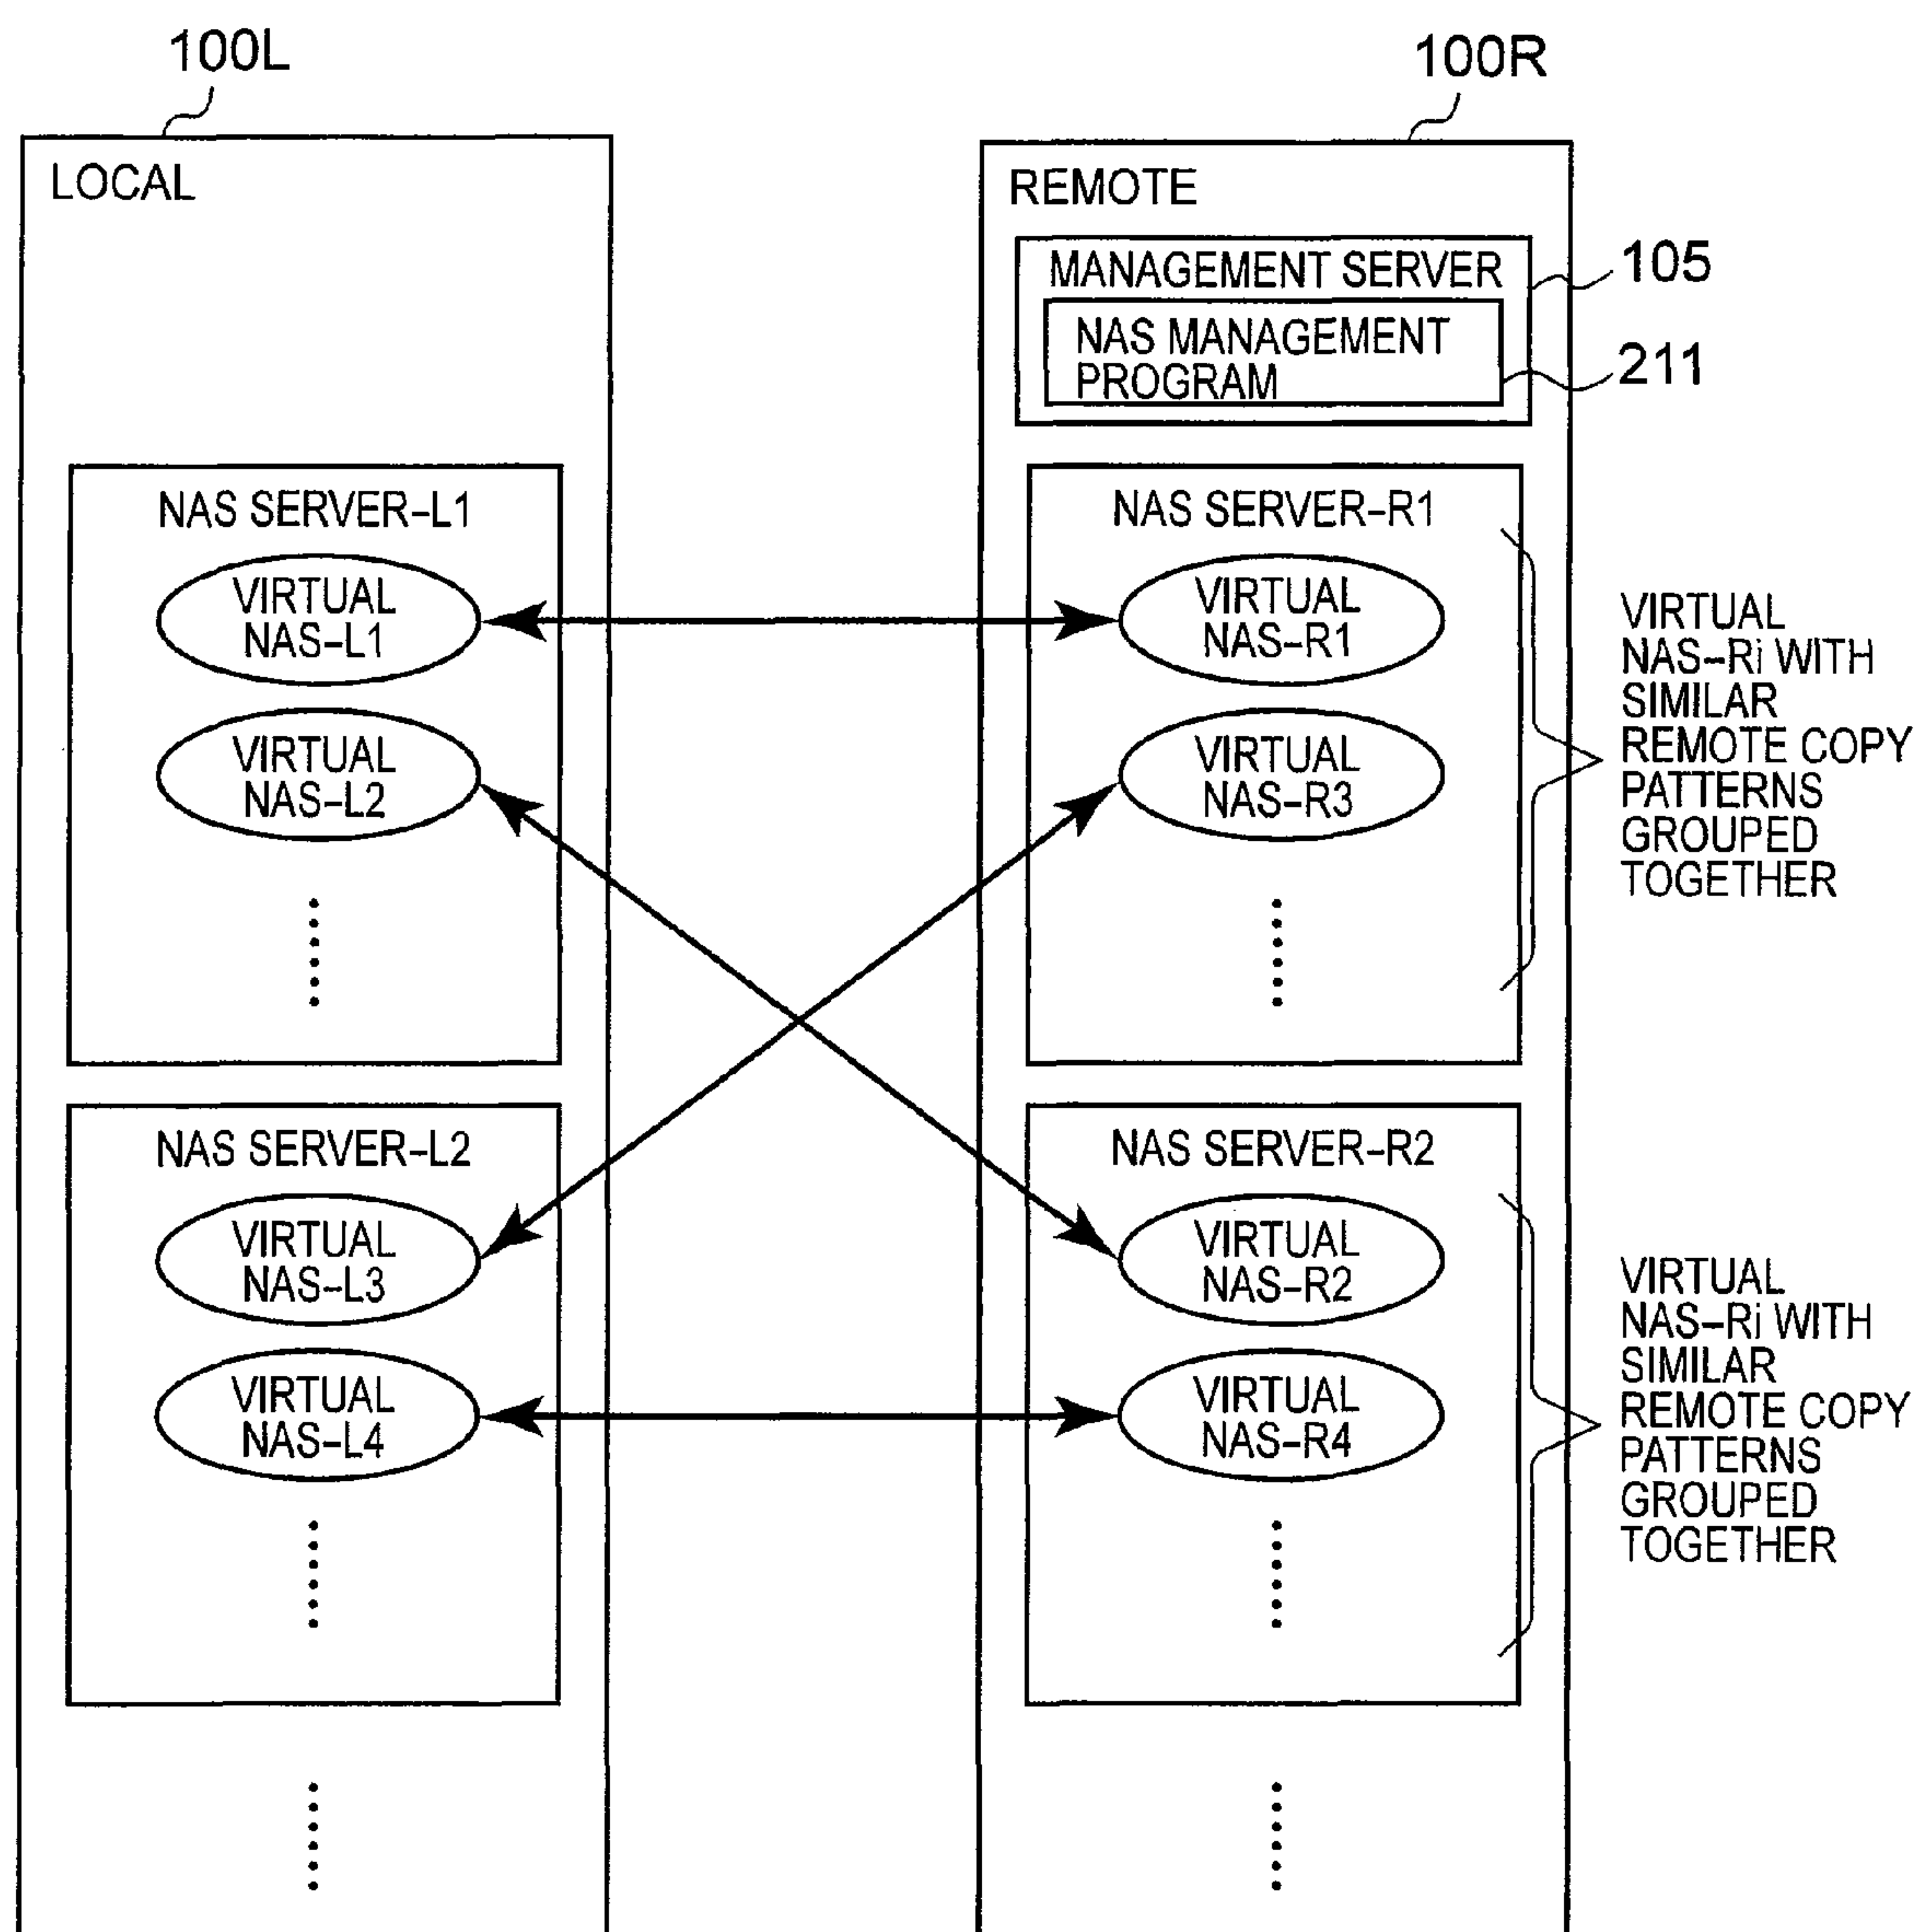 100L
LOCAL
NAS SERVER-L1
VIRTUAL
NAS-L1
VIRTUAL
NAS-L2
NAS SERVER-L2
VIRTUAL
NAS-L3
VIRTUAL
NAS-L4
100R
REMOTE
MANAGEMENT SERVER
105
NAS MANAGEMENT
PROGRAM
211
NAS SERVER-R1
VIRTUAL
NAS-R1
VIRTUAL
NAS-R3
VIRTUAL
NAS-Ri WITH
SIMILAR
REMOTE COPY
PATTERNS
GROUPED
TOGETHER
NAS SERVER-R2
VIRTUAL
NAS-R2
VIRTUAL
NAS-R4
VIRTUAL
NAS-Ri WITH
SIMILAR
REMOTE COPY
PATTERNS
GROUPED
TOGETHER